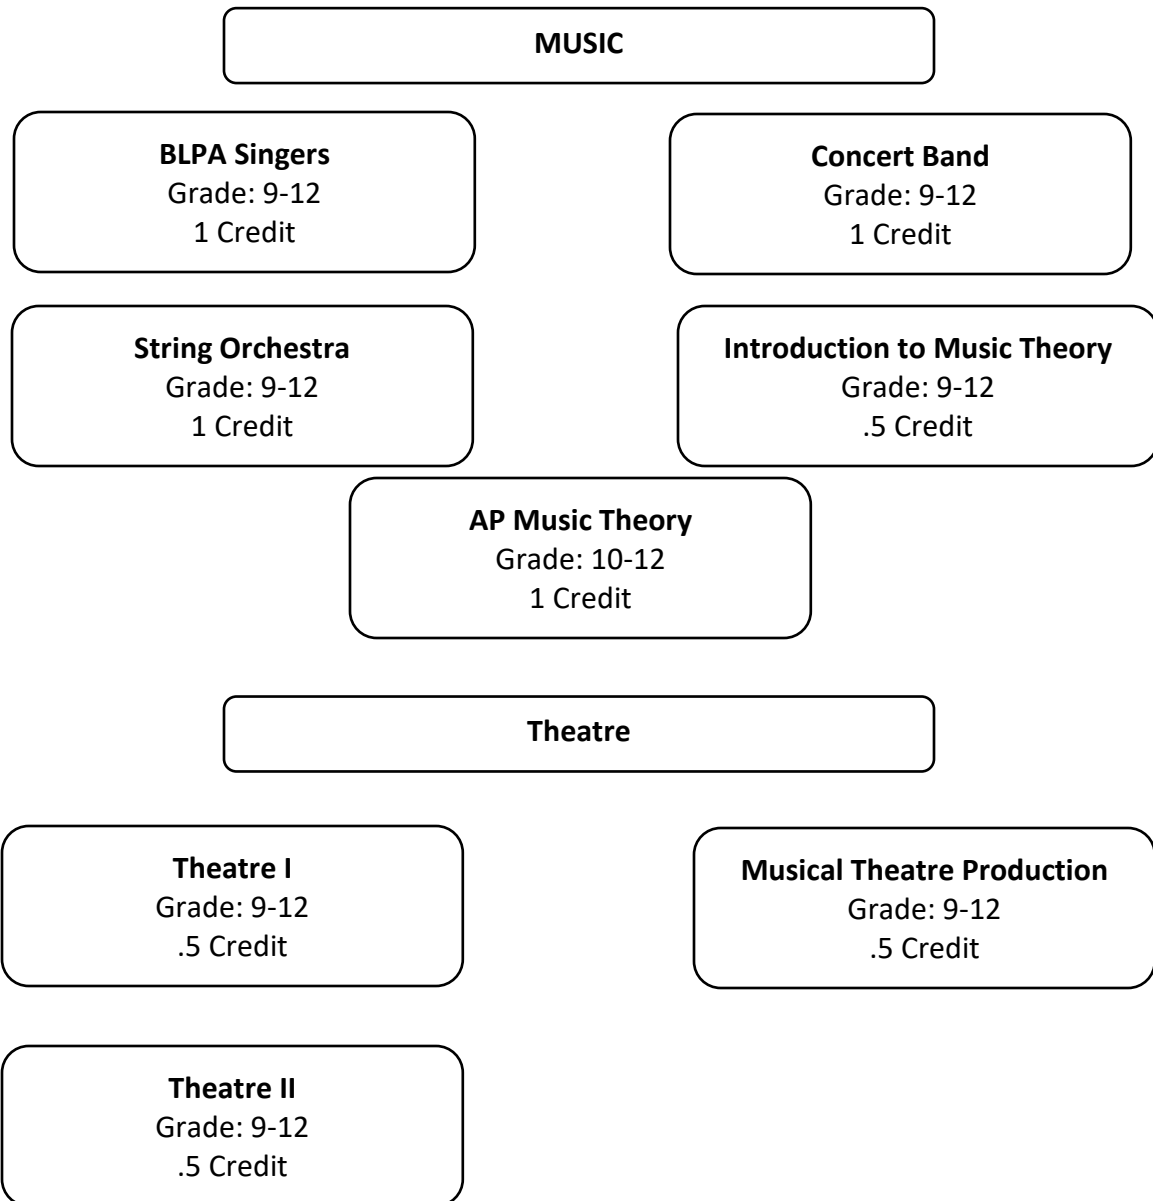 MUSIC
BLPA Singers
Grade: 9-12
1 Credit
Concert Band
Grade: 9-12
1 Credit
String Orchestra
Grade: 9-12
1 Credit
Introduction to Music Theory
Grade: 9-12
.5 Credit
AP Music Theory
Grade: 10-12
1 Credit
Theatre
Theatre I
Grade: 9-12
.5 Credit
Musical Theatre Production
Grade: 9-12
.5 Credit
Theatre II
Grade: 9-12
.5 Credit